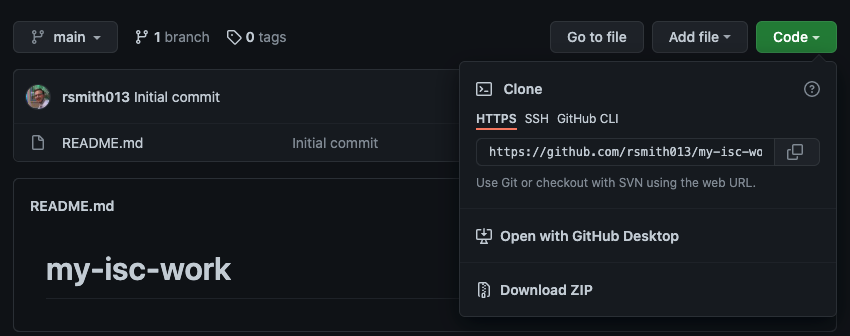 main
1 branch
0 tags
Go to file
Add file
Code
rsmith013 Initial commit
README.md
Initial commit
README.md
my-isc-work
Clone
HTTPS
SSH
GitHub CLI
https://github.com/rsmith013/my-isc-wo
Use Git or checkout with SVN using the web URL.
Open with GitHub Desktop
Download ZIP